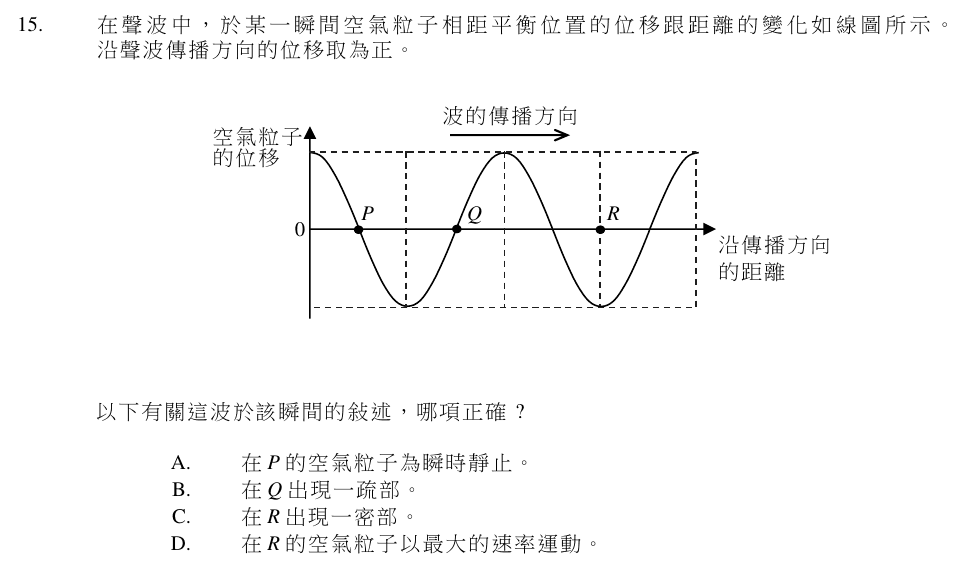 15. 在聲波中，於某一瞬間空氣粒子相距平衡位置的位移跟距離的變化如線圖所示。
沿聲波傳播方向的位移取為正。
波的傳播方向
空氣粒子
的位移
P
Q
R
0
沿傳播方向
的距離
以下有關這波於該瞬間的敍述，哪項正確？
A. 在 P 的空氣粒子為瞬時靜止。
B. 在 Q 出現一疏部。
C. 在 R 出現一密部。
D. 在 R 的空氣粒子以最大的速率運動。